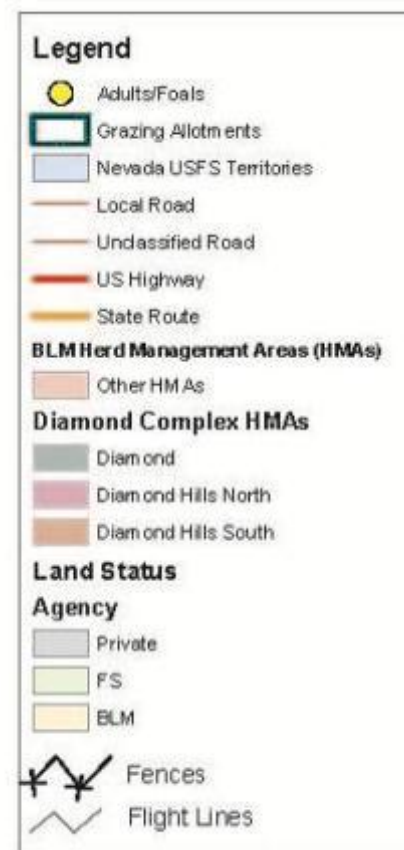 Legend
Adults/Foals
Grazing Allotments
Nevada USFS Territories
Local Road
Unclassified Road
US Highway
State Route
BLM Herd Management Areas (HMAs)
Other HMAs
Diamond Complex HMAs
Diamond
Diamond Hills North
Diamond Hills South
Land Status
Agency
Private
FS
BLM
Fences
Flight Lines